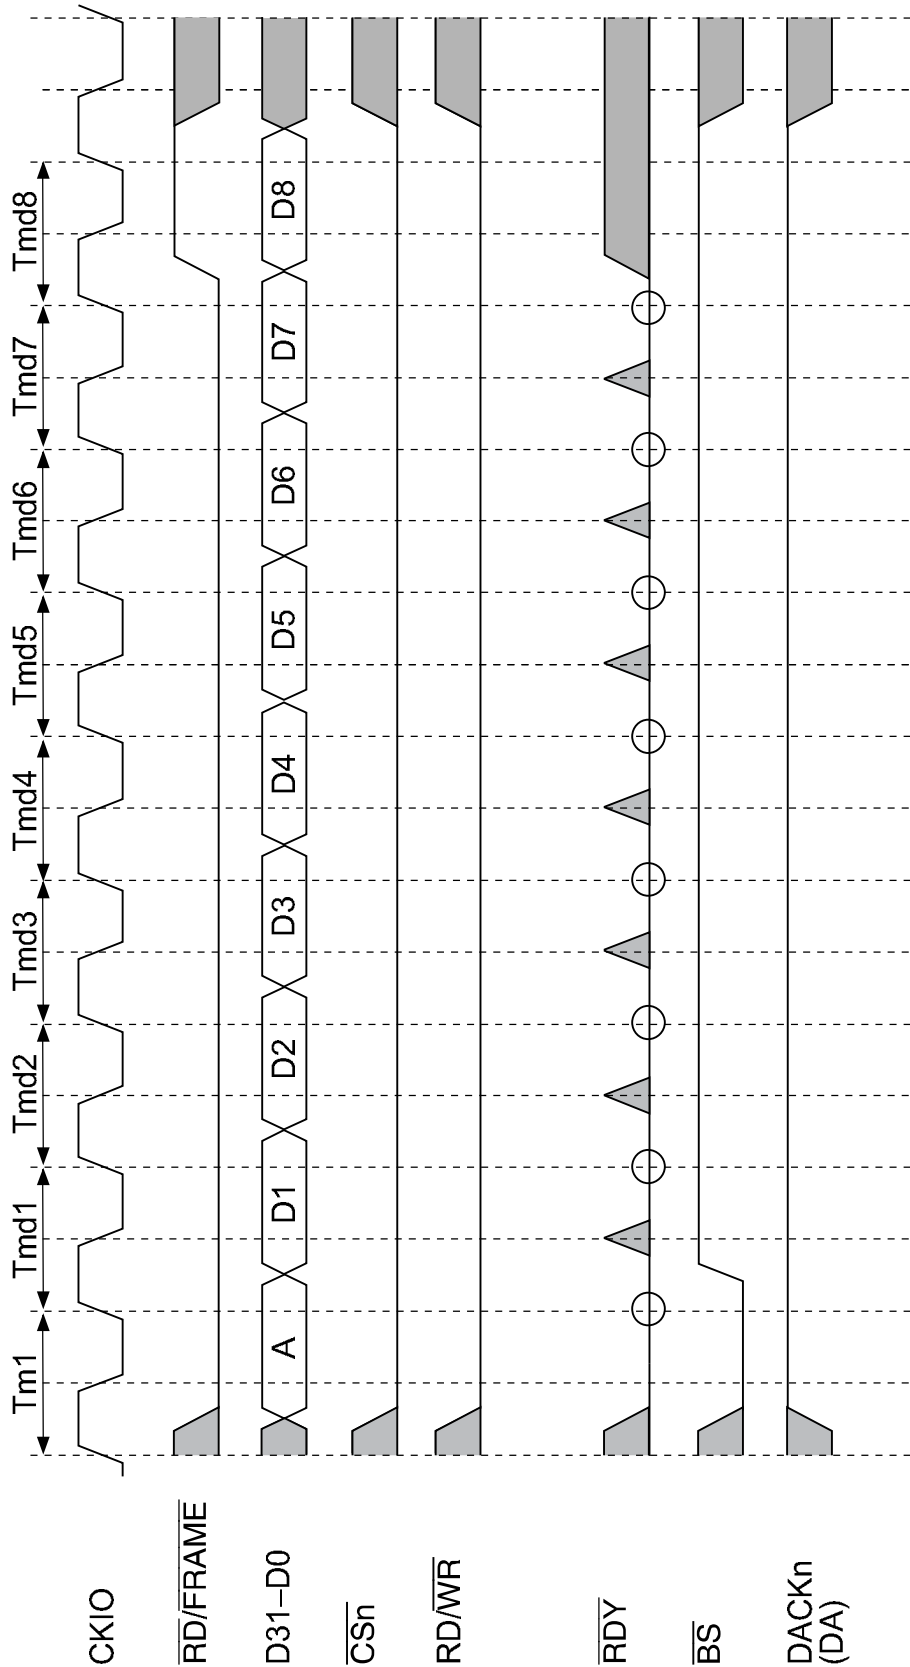 Tm1 Tmd1 Tmd2 Tmd3 Tmd4 Tmd5 Tmd6 Tmd7 Tmd8
CKIO
RD/FRAME
D31–D0 A D1 D2 D3 D4 D5 D6 D7 D8
CSn
RD/WR
RDY
BS
DACKn
(DA)